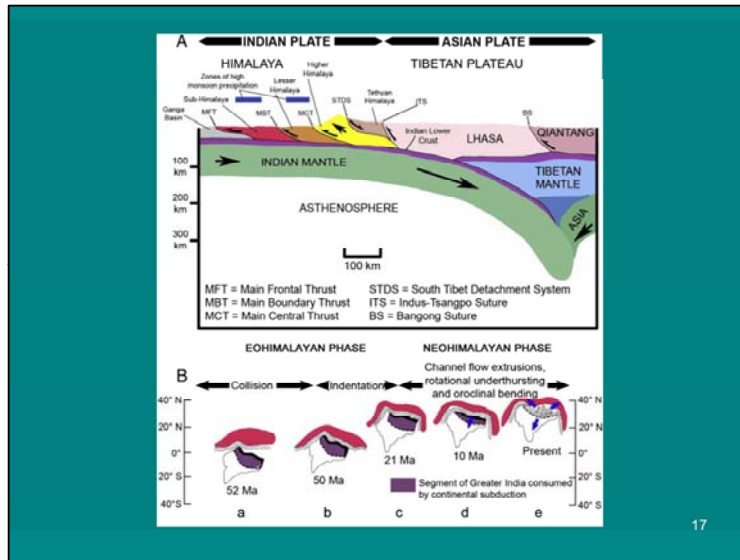 A
INDIAN PLATE ASIAN PLATE
HIMALAYA TIBETAN PLATEAU
Zones of high
monsoon precipitation
Sub-Himalaya
Ganga
Basin
MFT
MBT
Lesser
Himalaya
MCT
Higher
Himalaya
STDS
Tethyan
Himalaya
ITS
Indian Lower
Crust
LHASA
BS
QIANTANG
INDIAN MANTLE
TIBETAN
MANTLE
ASTHENOSPHERE
ASIA
100
km
200
km
300
km
100 km
MFT = Main Frontal Thrust STDS = South Tibet Detachment System
MBT = Main Boundary Thrust ITS = Indus-Tsangpo Suture
MCT = Main Central Thrust BS = Bangong Suture
EOHIMALAYAN PHASE NEOHIMALAYAN PHASE
B
Collision
Indentation
Channel flow extrusions,
rotational underthursting
and oroclinal bending
40° N
20° N
0°
20° S
40°S
40° N
20° N
0°
20° S
40° S
52 Ma
50 Ma
21 Ma
10 Ma
Present
Segment of Greater India consumed
by continental subduction
a b c d e
17